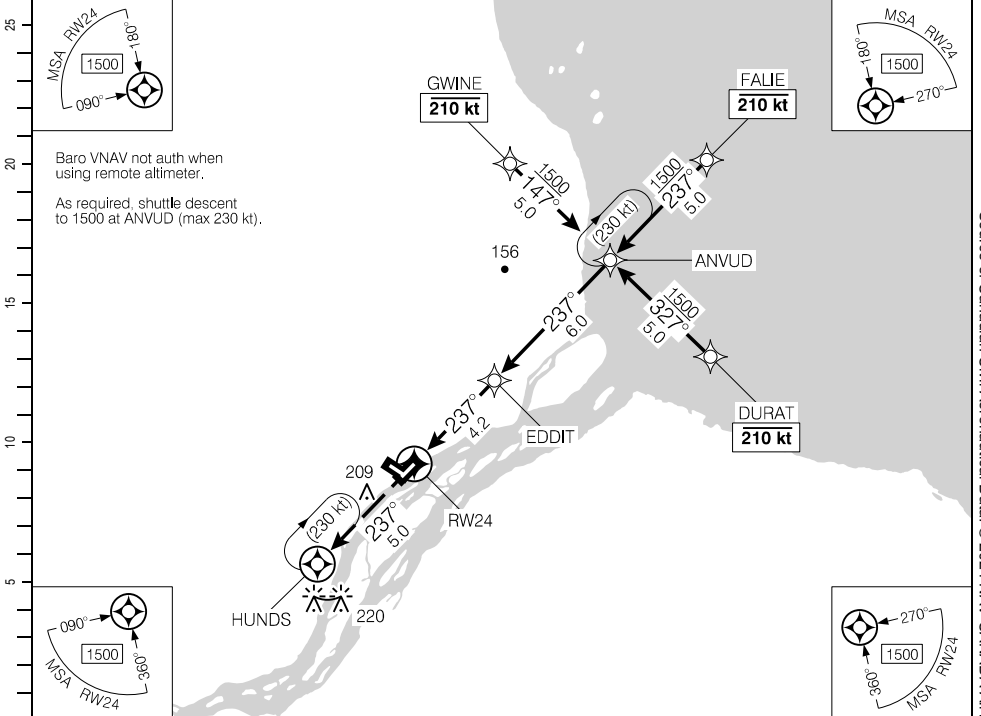 25
20
15
10
5
MSA RW24
1500
180°
090°
MSA RW24
1500
180°
270°
Baro VNAV not auth when
using remote altimeter.
As required, shuttle descent
to 1500 at ANVUD (max 230 kt).
GWINE
210 kt
FALIE
210 kt
1500
147°
5.0
1500
237°
5.0
(230 kt)
156
ANVUD
1500
327°
5.0
237°
6.0
DURAT
210 kt
EDDIT
237°
4.2
209
RW24
(230 kt)
237°
5.0
HUNDS
220
090°
1500
360°
MSA RW24
270°
1500
360°
MSA RW24